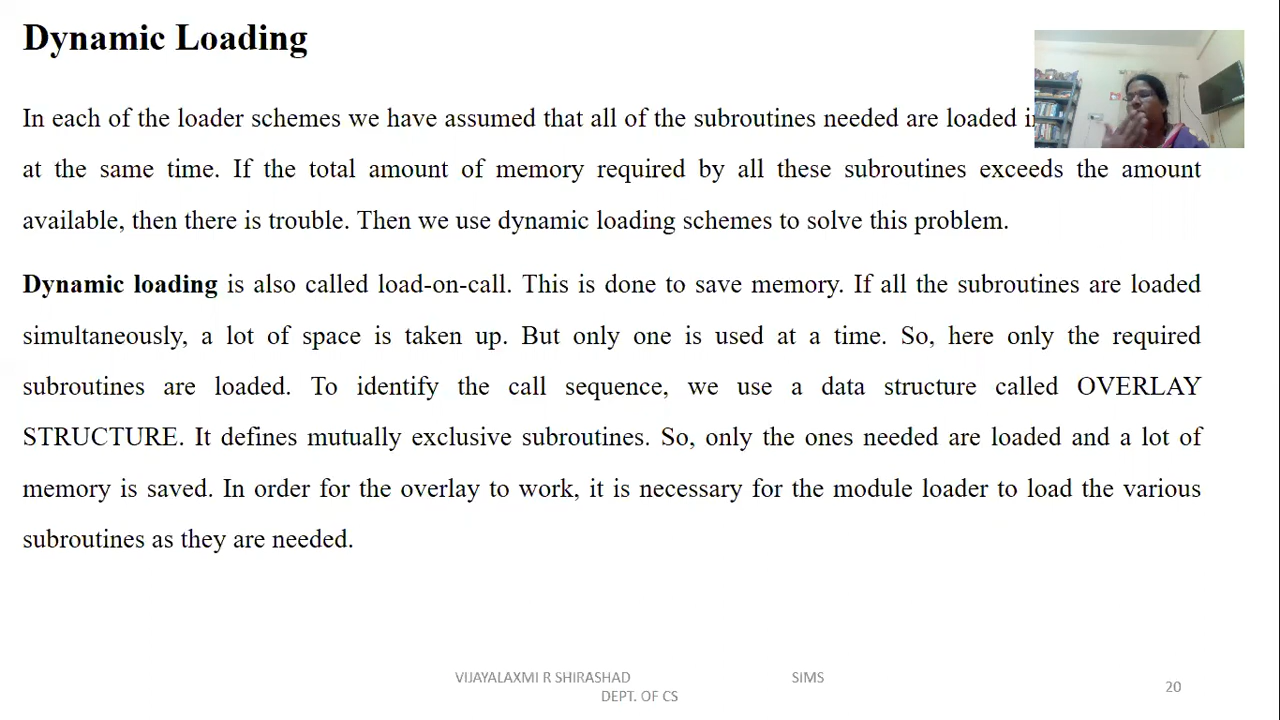 Dynamic Loading
In each of the loader schemes we have assumed that all of the subroutines needed are loaded
at the same time. If the total amount of memory required by all these subroutines exceeds the amount
available, then there is trouble. Then we use dynamic loading schemes to solve this problem.
Dynamic loading is also called load-on-call. This is done to save memory. If all the subroutines are loaded
simultaneously, a lot of space is taken up. But only one is used at a time. So, here only the required
subroutines are loaded. To identify the call sequence, we use a data structure called OVERLAY
STRUCTURE. It defines mutually exclusive subroutines. So, only the ones needed are loaded and a lot of
memory is saved. In order for the overlay to work, it is necessary for the module loader to load the various
subroutines as they are needed.
VIJAYALAXMI R SHIRASHAD SIMS
DEPT. OF CS
20